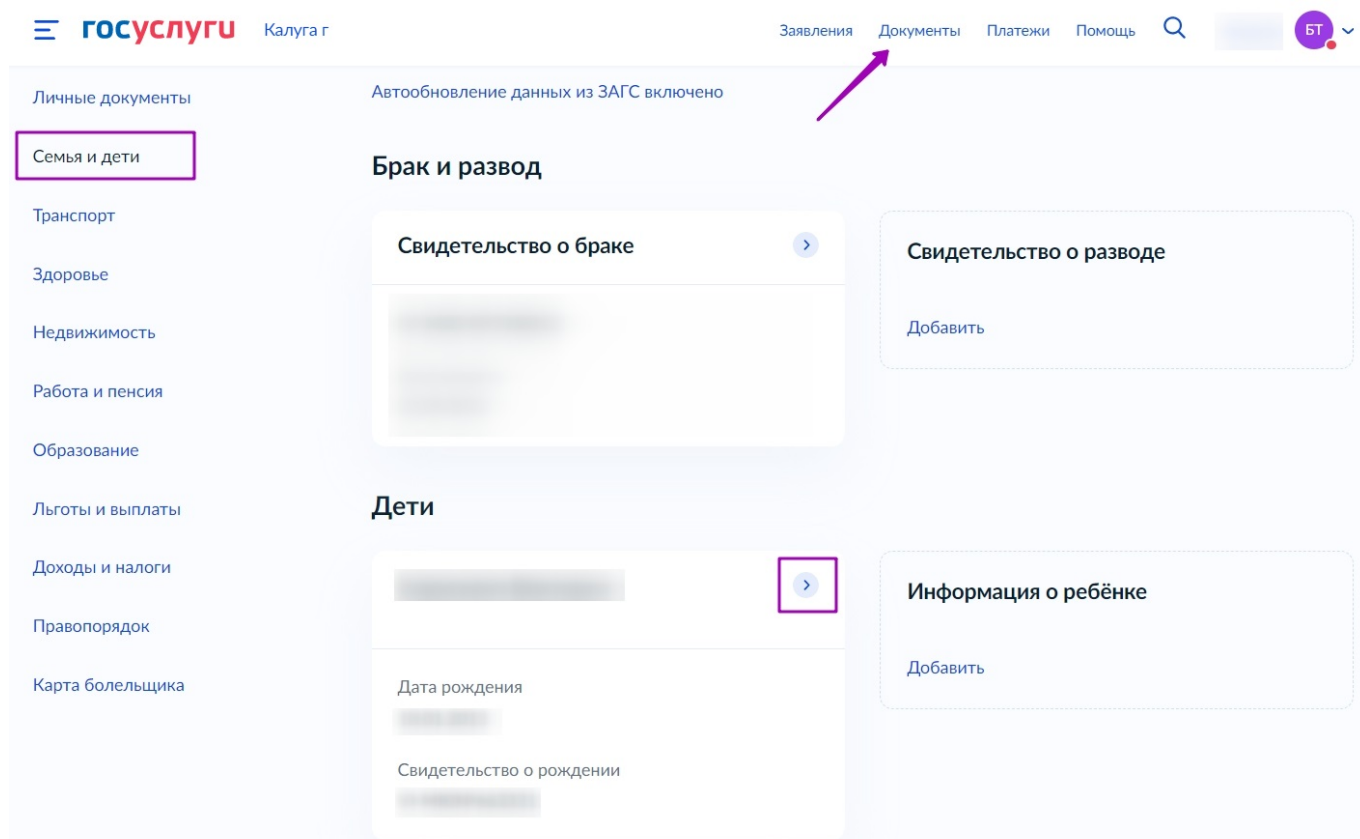 госуслуги Калуга г Заявления Документы Платежи Помощь БТ
Личные документы
Семья и дети
Транспорт
Здоровье
Недвижимость
Работа и пенсия
Образование
Льготы и выплаты
Доходы и налоги
Правопорядок
Карта болельщика
Автообновление данных из ЗАГС включено
Брак и развод
Свидетельство о браке
Свидетельство о разводе
Добавить
Дети
Дата рождения
Свидетельство о рождении
Информация о ребёнке
Добавить